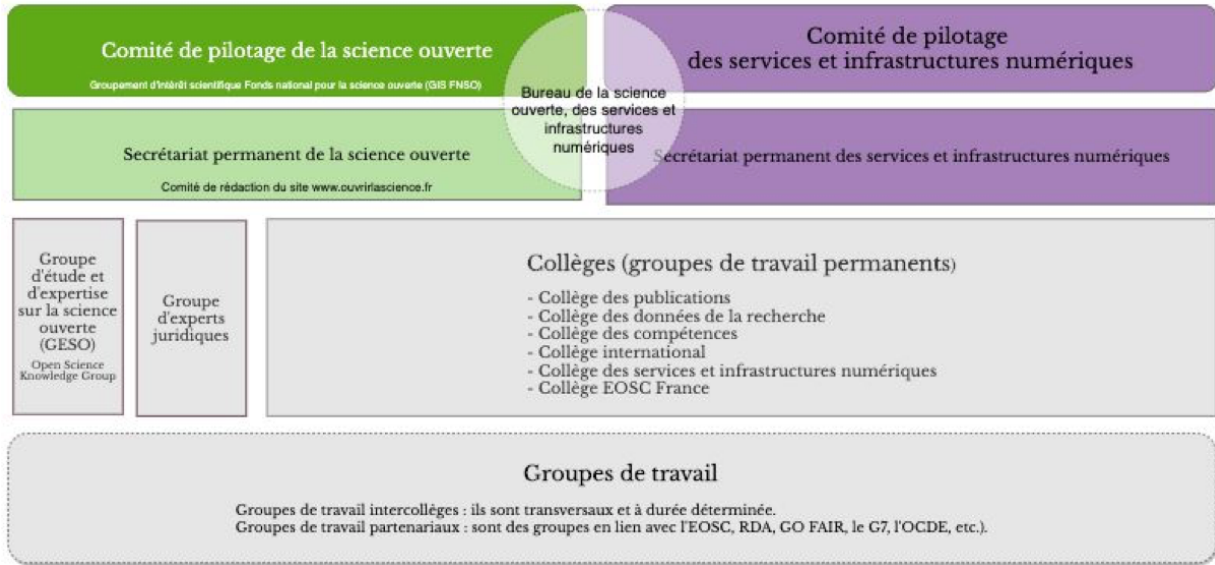 Comité de pilotage de la science ouverte
Groupement d'intérêt scientifique Fonds national pour la science ouverte (GIS FNSO)
Comité de pilotage
des services et infrastructures numériques
Bureau de la science
ouverte, des services et
infrastructures
numériques
Secrétariat permanent de la science ouverte
Comité de rédaction du site www.ouvrirlascience.fr
Secrétariat permanent des services et infrastructures numériques
Groupe
d'étude et
d'expertise
sur la science
ouverte
(GESO)
Open Science
Knowledge Group
Groupe
d'experts
juridiques
Collèges (groupes de travail permanents)
- Collège des publications
- Collège des données de la recherche
- Collège des compétences
- Collège international
- Collège des services et infrastructures numériques
- Collège EOSC France
Groupes de travail
Groupes de travail intercollèges : ils sont transversaux et à durée déterminée.
Groupes de travail partenariaux : sont des groupes en lien avec l'EOSC, RDA, GO FAIR, le G7, l'OCDE, etc.).